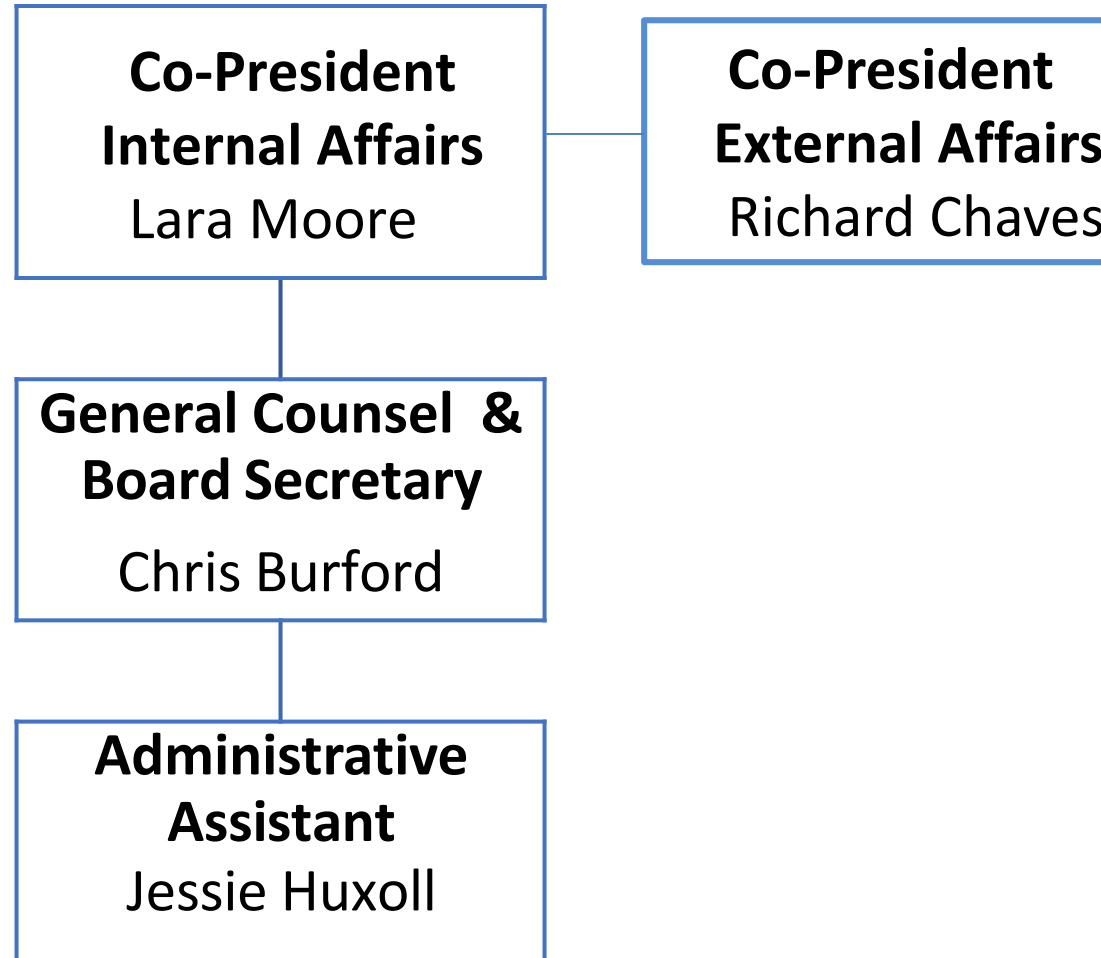 Co-President
Internal Affairs
Lara Moore
Co-President
External Affairs
Richard Chaves
General Counsel  &
Board Secretary
Chris Burford
Administrative
Assistant
Jessie Huxoll